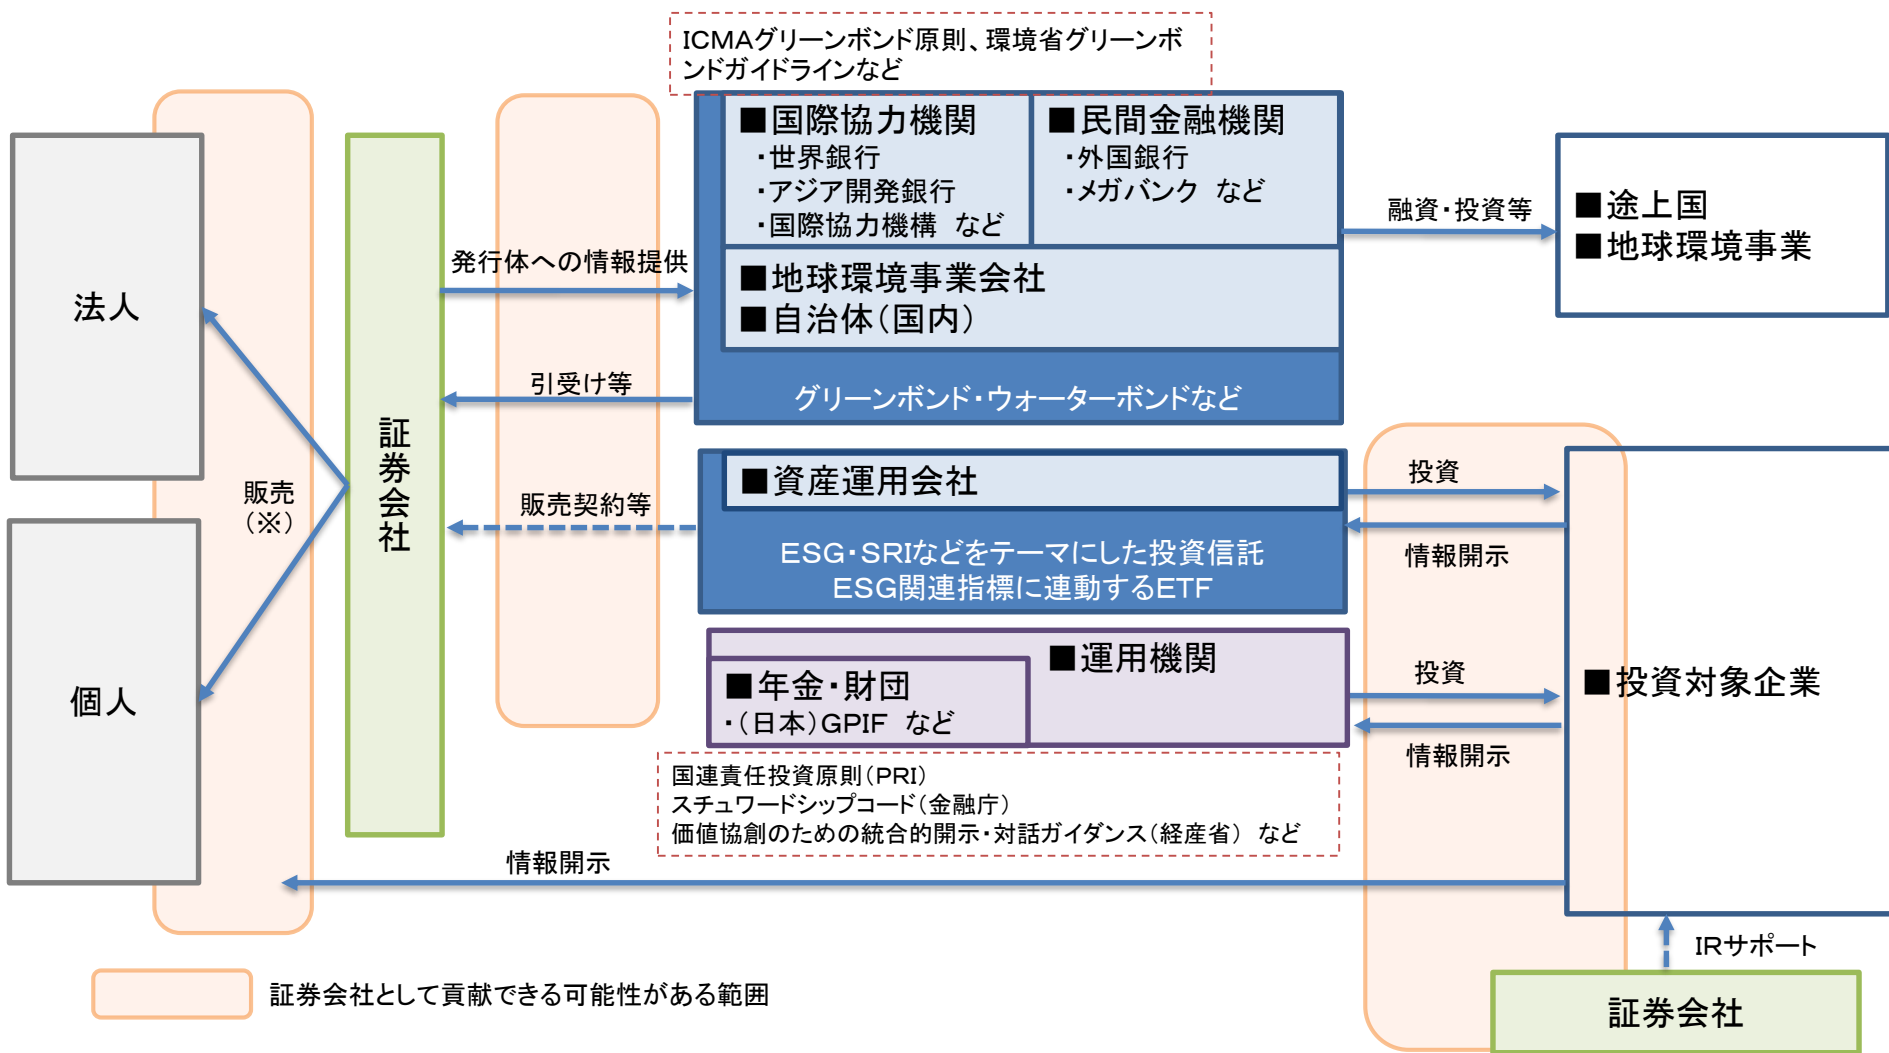 ICMAグリーンボンド原則、環境省グリーンボ
ンドガイドラインなど
■国際協力機関
・世界銀行
・アジア開発銀行
・国際協力機構 など
■民間金融機関
・外国銀行
・メガバンク など
■地球環境事業会社
■自治体(国内)
グリーンボンド・ウォーターボンドなど
融資・投資等
■途上国
■地球環境事業
法人
個人
販売
(※)
証券会社
発行体への情報提供
引受け等
販売契約等
■資産運用会社
ESG・SRIなどをテーマにした投資信託
ESG関連指標に連動するETF
投資
情報開示
■運用機関
■年金・財団
・(日本)GPIF など
投資
情報開示
■投資対象企業
国連責任投資原則(PRI)
スチュワードシップコード(金融庁)
価値協創のための統合的開示・対話ガイダンス(経産省) など
情報開示
IRサポート
証券会社
証券会社として貢献できる可能性がある範囲